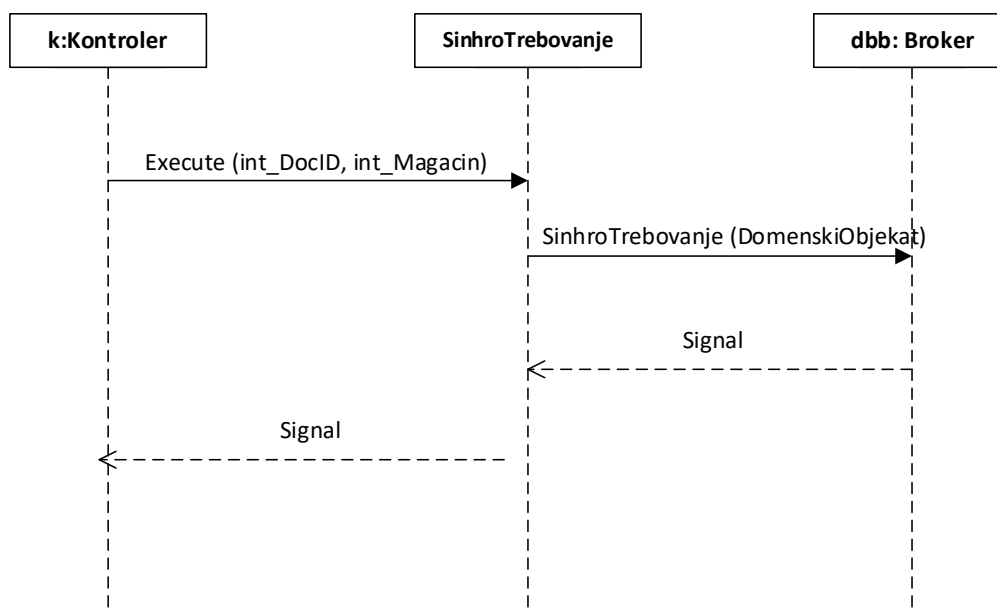 k:Kontroler
SinhroTrebovanje
dbb: Broker
Execute (int_DocID, int_Magacin)
SinhroTrebovanje (DomenskiObjekat)
Signal
Signal